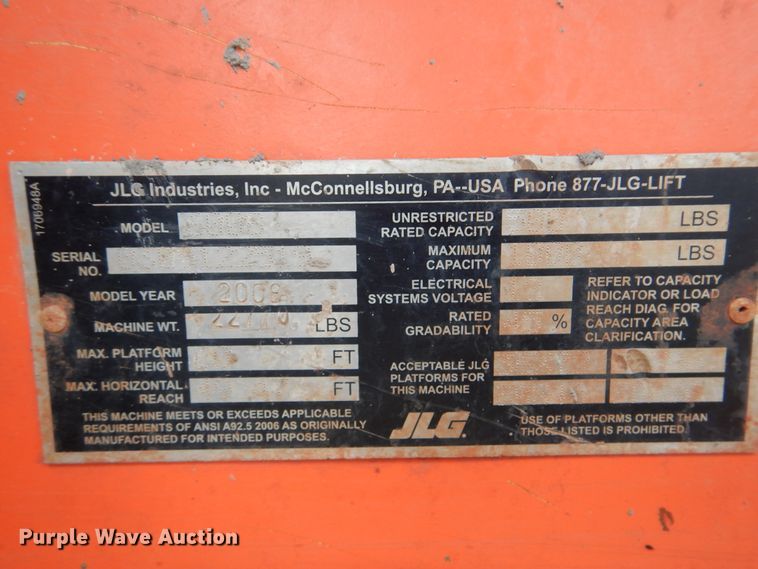 1706948A
JLG Industries, Inc - McConnellsburg, PA--USA Phone 877-JLG-LIFT
MODEL
SERIAL
NO.
MODEL YEAR 2008
MACHINE WT. LBS
MAX. PLATFORM
HEIGHT FT
MAX. HORIZONTAL
REACH FT
THIS MACHINE MEETS OR EXCEEDS APPLICABLE
REQUIREMENTS OF ANSI A92.5 2006 AS ORIGINALLY
MANUFACTURED FOR INTENDED PURPOSES.
UNRESTRICTED
RATED CAPACITY LBS
MAXIMUM
CAPACITY LBS
ELECTRICAL
SYSTEMS VOLTAGE
RATED
GRADABILITY %
REFER TO CAPACITY
INDICATOR OR LOAD
REACH DIAG. FOR
CAPACITY AREA
CLARIFICATION.
ACCEPTABLE JLG
PLATFORMS FOR
THIS MACHINE
JLG
USE OF PLATFORMS OTHER THAN
THOSE LISTED IS PROHIBITED.
Purple Wave Auction